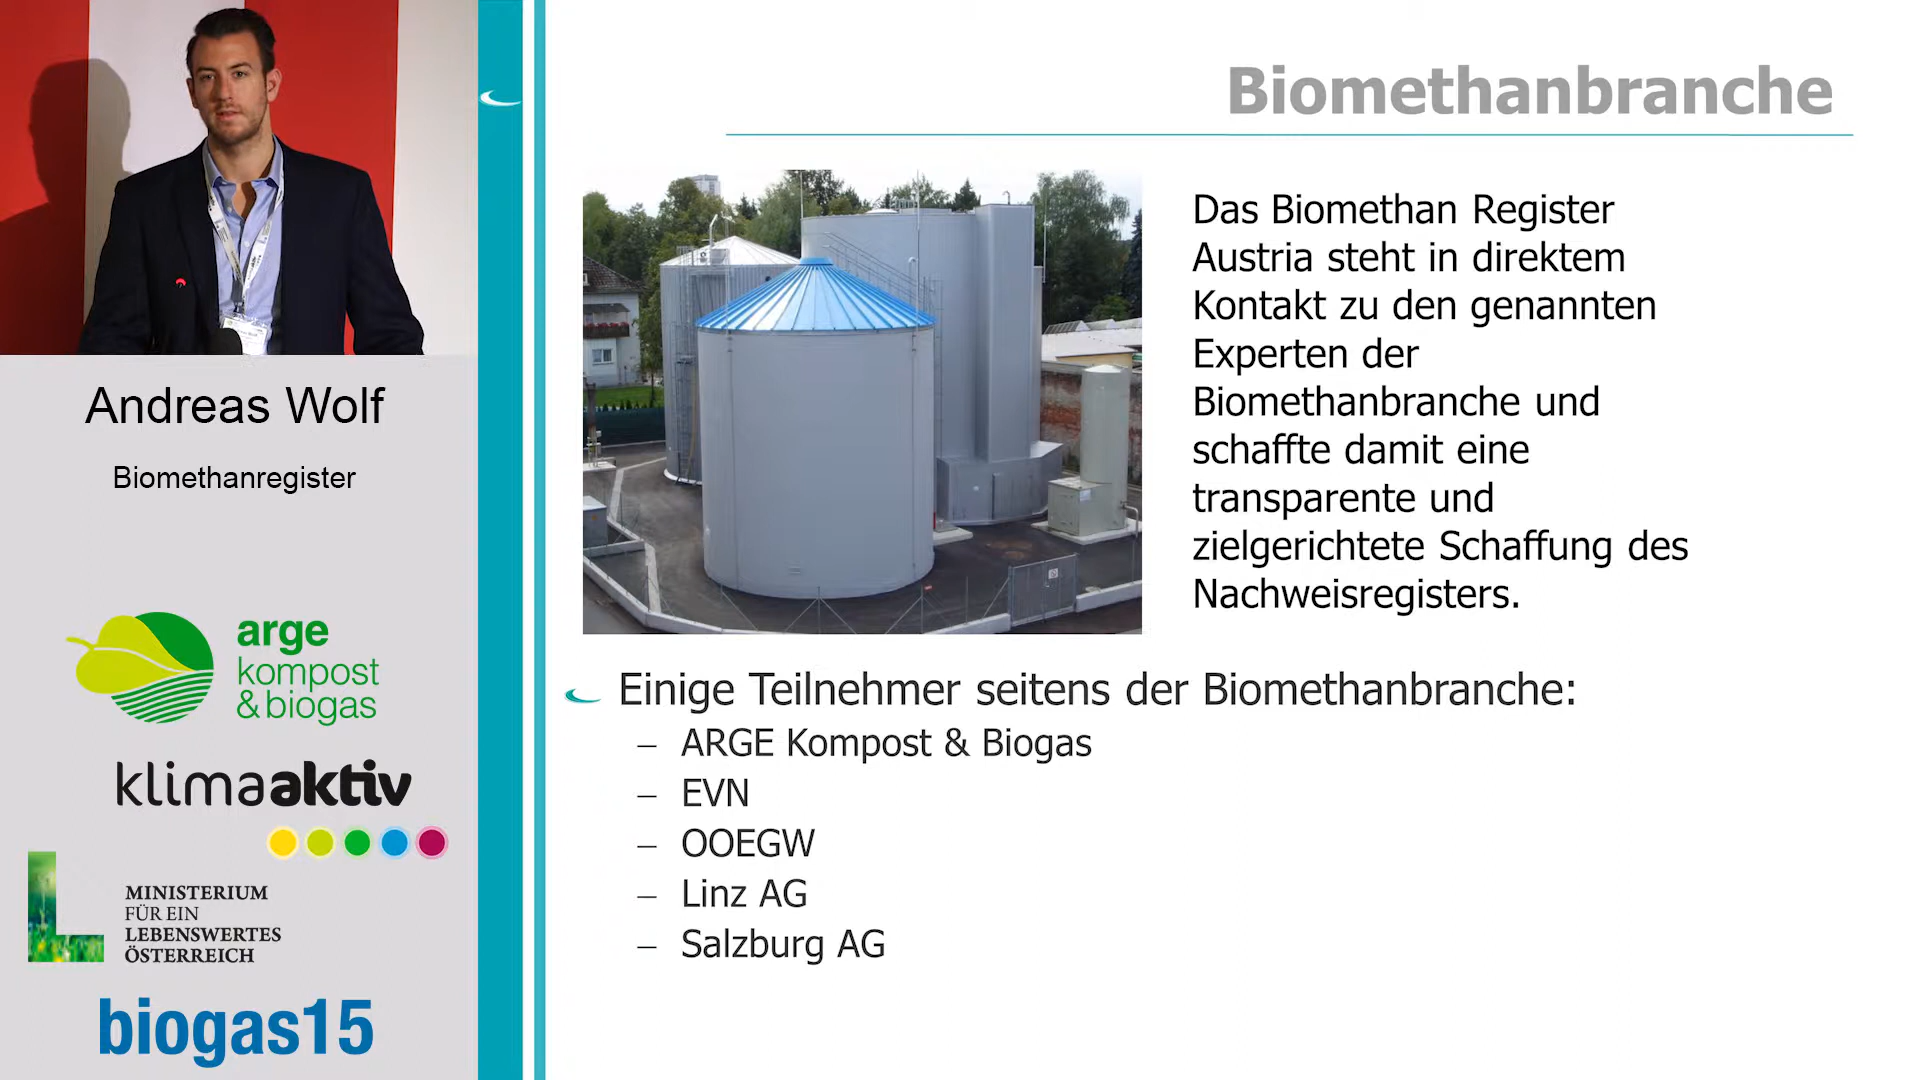 Andreas Wolf
Biomethanregister
arge
kompost
& biogas
klimaaktiv
MINISTERIUM
FÜR EIN
LEBENSWERTES
ÖSTERREICH
biogas15
Biomethanbranche
Das Biomethan Register
Austria steht in direktem
Kontakt zu den genannten
Experten der
Biomethanbranche und
schaffte damit eine
transparente und
zielgerichtete Schaffung des
Nachweisregisters.
Einige Teilnehmer seitens der Biomethanbranche:
– ARGE Kompost & Biogas
– EVN
– OOEGW
– Linz AG
– Salzburg AG